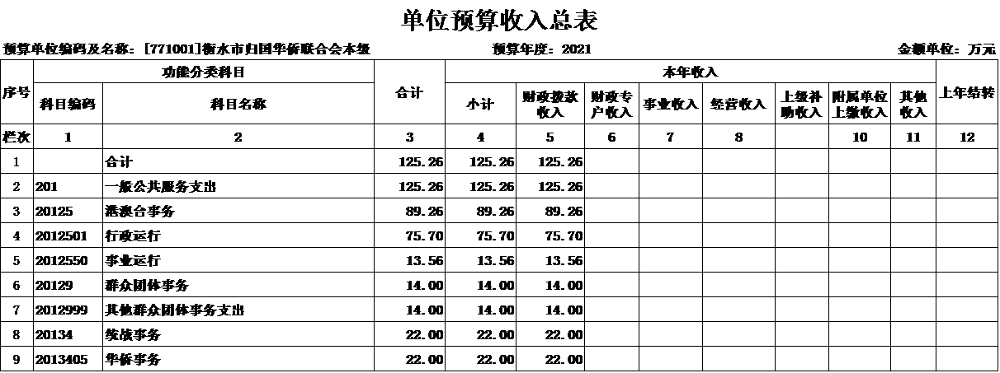 单位预算收入总表
预算单位编码及名称：[771001]衡水市归国华侨联合会本级 预算年度：2021 金额单位：万元
序号 功能分类科目 合计 本年收入 上年结转
科目编码 科目名称 小计 财政拨款收入 财政专户收入 事业收入 经营收入 上级补助收入 附属单位上缴收入 其他收入
栏次 1 2 3 4 5 6 7 8 10 11 12
1 合计 125.26 125.26 125.26
2 201 一般公共服务支出 125.26 125.26 125.26
3 20125 港澳台事务 89.26 89.26 89.26
4 2012501 行政运行 75.70 75.70 75.70
5 2012550 事业运行 13.56 13.56 13.56
6 20129 群众团体事务 14.00 14.00 14.00
7 2012999 其他群众团体事务支出 14.00 14.00 14.00
8 20134 统战事务 22.00 22.00 22.00
9 2013405 华侨事务 22.00 22.00 22.00